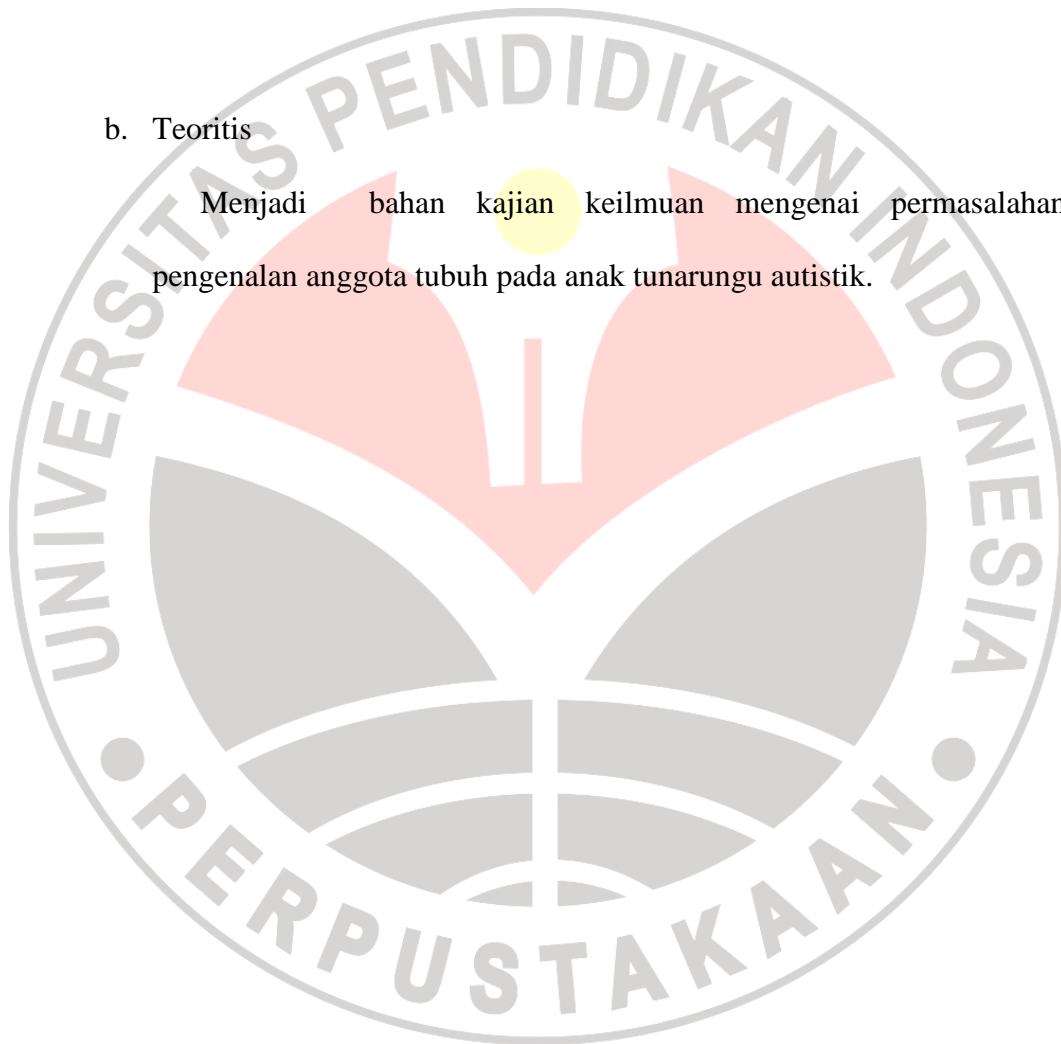 UNIVERSITAS PENDIDIKAN INDONESIA
b. Teoritis
Menjadi bahan kajian keilmuan mengenai permasalahan
pengenalan anggota tubuh pada anak tunarungu autistik.
PERPUSTAKAAN